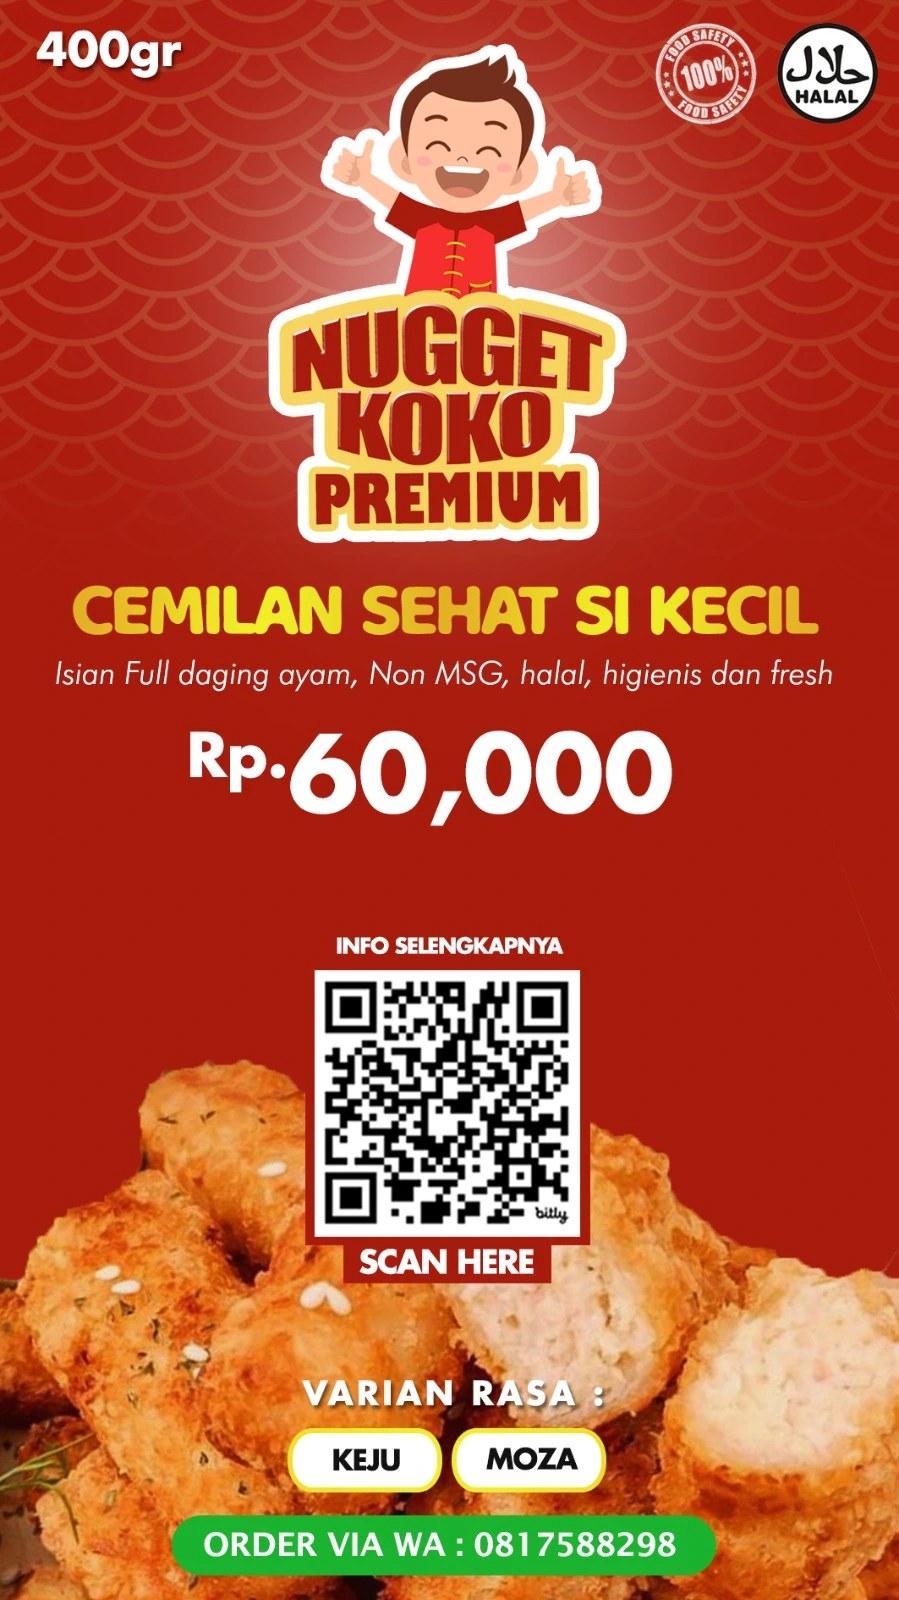 400gr
FOOD SAFETY
100%
FOOD SAFETY
حلال
HALAL
NUGGET
KOKO
PREMIUM
CEMILAN SEHAT SI KECIL
Isian Full daging ayam, Non MSG, halal, higienis dan fresh
Rp.60,000
INFO SELENGKAPNYA
bitly
SCAN HERE
VARIAN RASA :
KEJU
MOZA
ORDER VIA WA : 0817588298